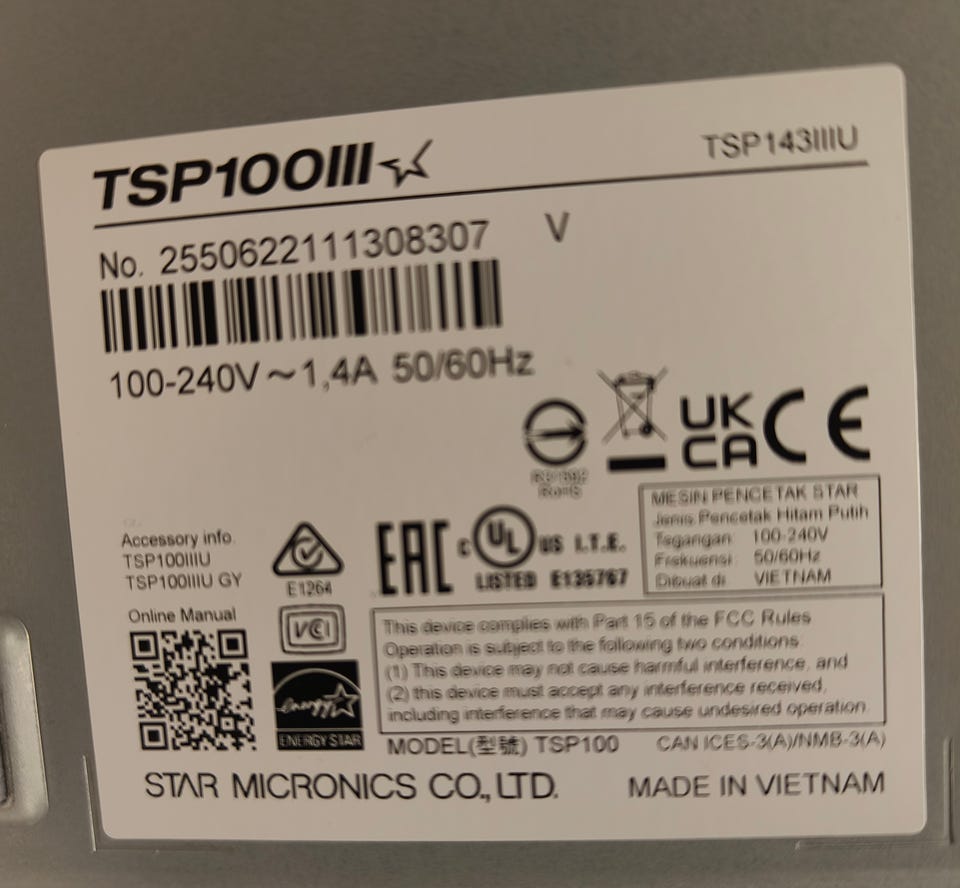 TSP100III
TSP143IIIU
No. 2550622111308307 V
100-240V ~ 1,4A 50/60Hz
RoHS
UK
CA
CE
MESIN PENCETAK STAR
Jenis Pencetak Hitam Putih
Tegangan: 100-240V
Frekuensi: 50/60Hz
Dibuat di: VIETNAM
Accessory info.
TSP100IIIU
TSP100IIIU GY
E1264
EAC
c UL US I.T.E.
LISTED E135767
Online Manual
VCI
energy
ENERGY STAR
This device complies with Part 15 of the FCC Rules
Operation is subject to the following two conditions:
(1) This device may not cause harmful interference, and
(2) this device must accept any interference received,
including interference that may cause undesired operation.
MODEL(型號) TSP100
CAN ICES-3(A)/NMB-3(A)
STAR MICRONICS CO., LTD.
MADE IN VIETNAM